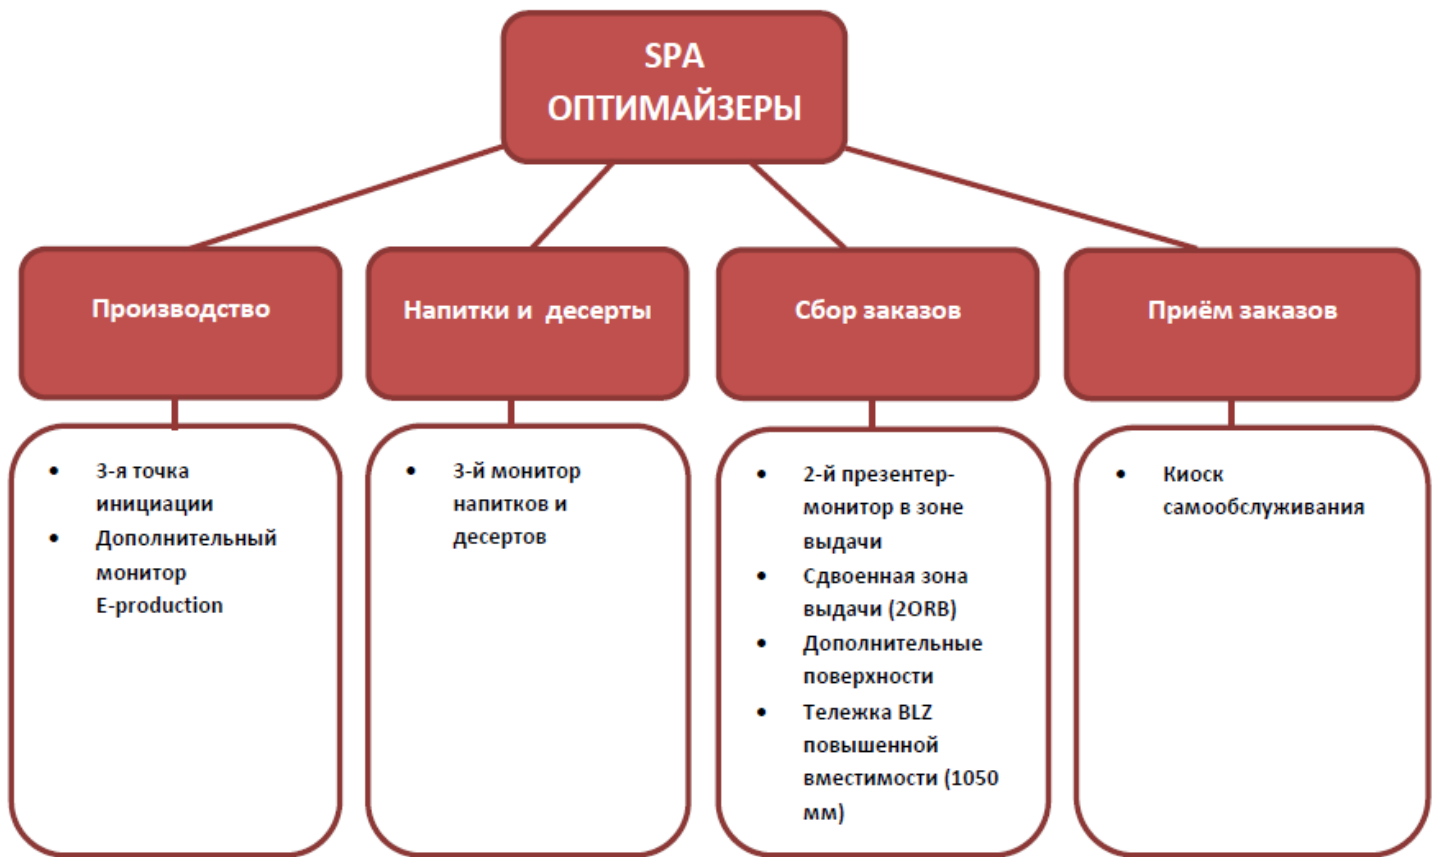 SPA
ОПТИМАЙЗЕРЫ
Производство
Напитки и десерты
Сбор заказов
Приём заказов
• 3-я точка
инициации
• Дополнительный
монитор
E-production
• 3-й монитор
напитков и
десертов
• 2-й презентер-
монитор в зоне
выдачи
• Сдвоенная зона
выдачи (2ORB)
• Дополнительные
поверхности
• Тележка BLZ
повышенной
вместимости (1050
мм)
• Киоск
самообслуживания